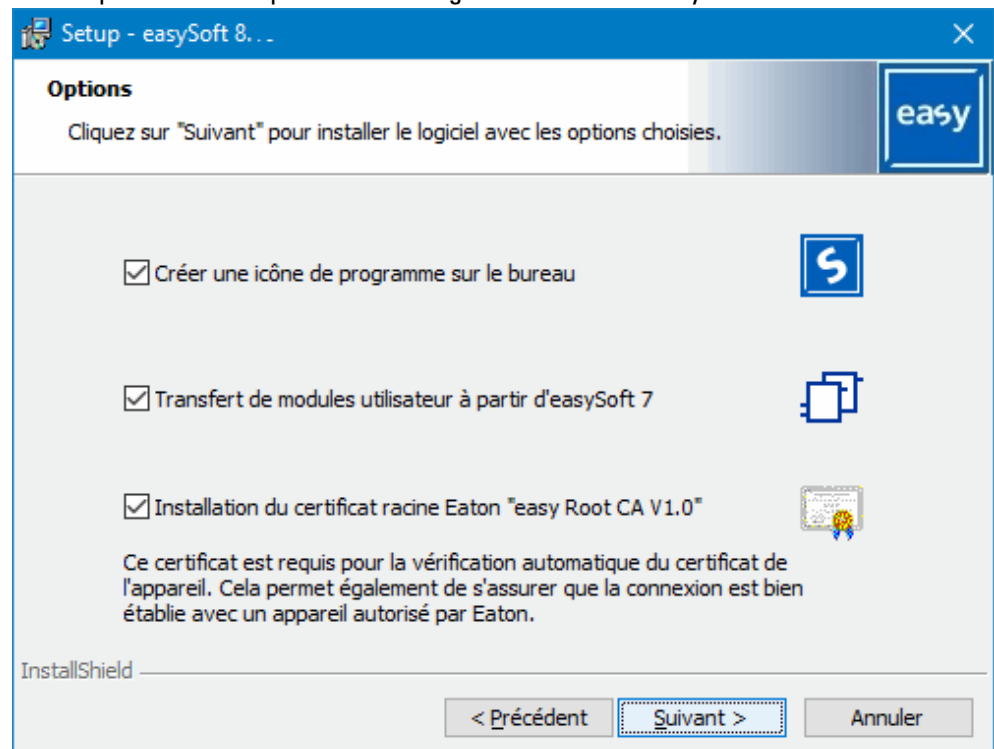 Setup - easySoft 8...
Options
Cliquez sur "Suivant" pour installer le logiciel avec les options choisies.
easy
Créer une icône de programme sur le bureau
S
Transfert de modules utilisateur à partir d'easySoft 7
Installation du certificat racine Eaton "easy Root CA V1.0"
Ce certificat est requis pour la vérification automatique du certificat de
l'appareil. Cela permet également de s'assurer que la connexion est bien
établie avec un appareil autorisé par Eaton.
InstallShield
< Précédent
Suivant >
Annuler